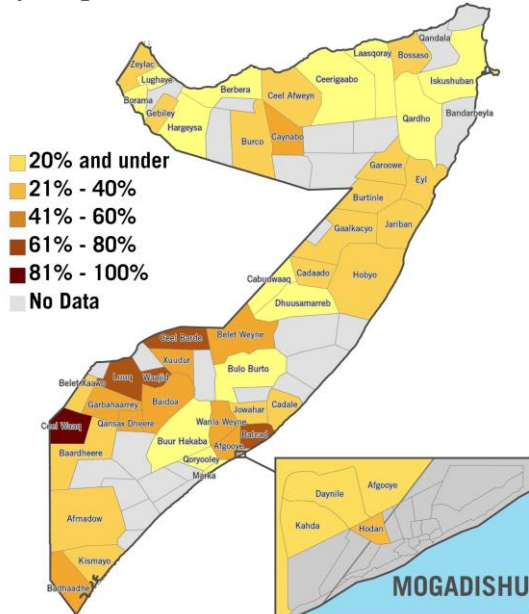 Qandala
Laasqoray
Bossaso
Zeylac
Lughaye
Ceerigaabo
Iskushuban
Berbera
Ceel Afweyn
Borama
Gebiley
Hargeysa
Qardho
Bandarbeyla
Burco
Caynabo
20% and under
21% - 40%
41% - 60%
61% - 80%
81% - 100%
No Data
Garoowe
Eyl
Burtinle
Jariban
Gaalkacyo
Cadaado
Hobyo
Cabudwaaq
Dhuusamarreb
Ceel Barde
Belet Weyne
Xuudur
Bulo Burto
Luuq
Waajid
Belet Xaawo
Garbahaarrey
Baidoa
Jowahar
Cadale
Ceel Waaq
Qansax Dheere
Wanla Weyne
Balcad
Buur Hakaba
Afgooye
Baardheere
Qoryooley
Marka
Afmadow
Kismayo
Badhaadhe
Daynile
Afgooye
Kahda
Hodan
MOGADISHU